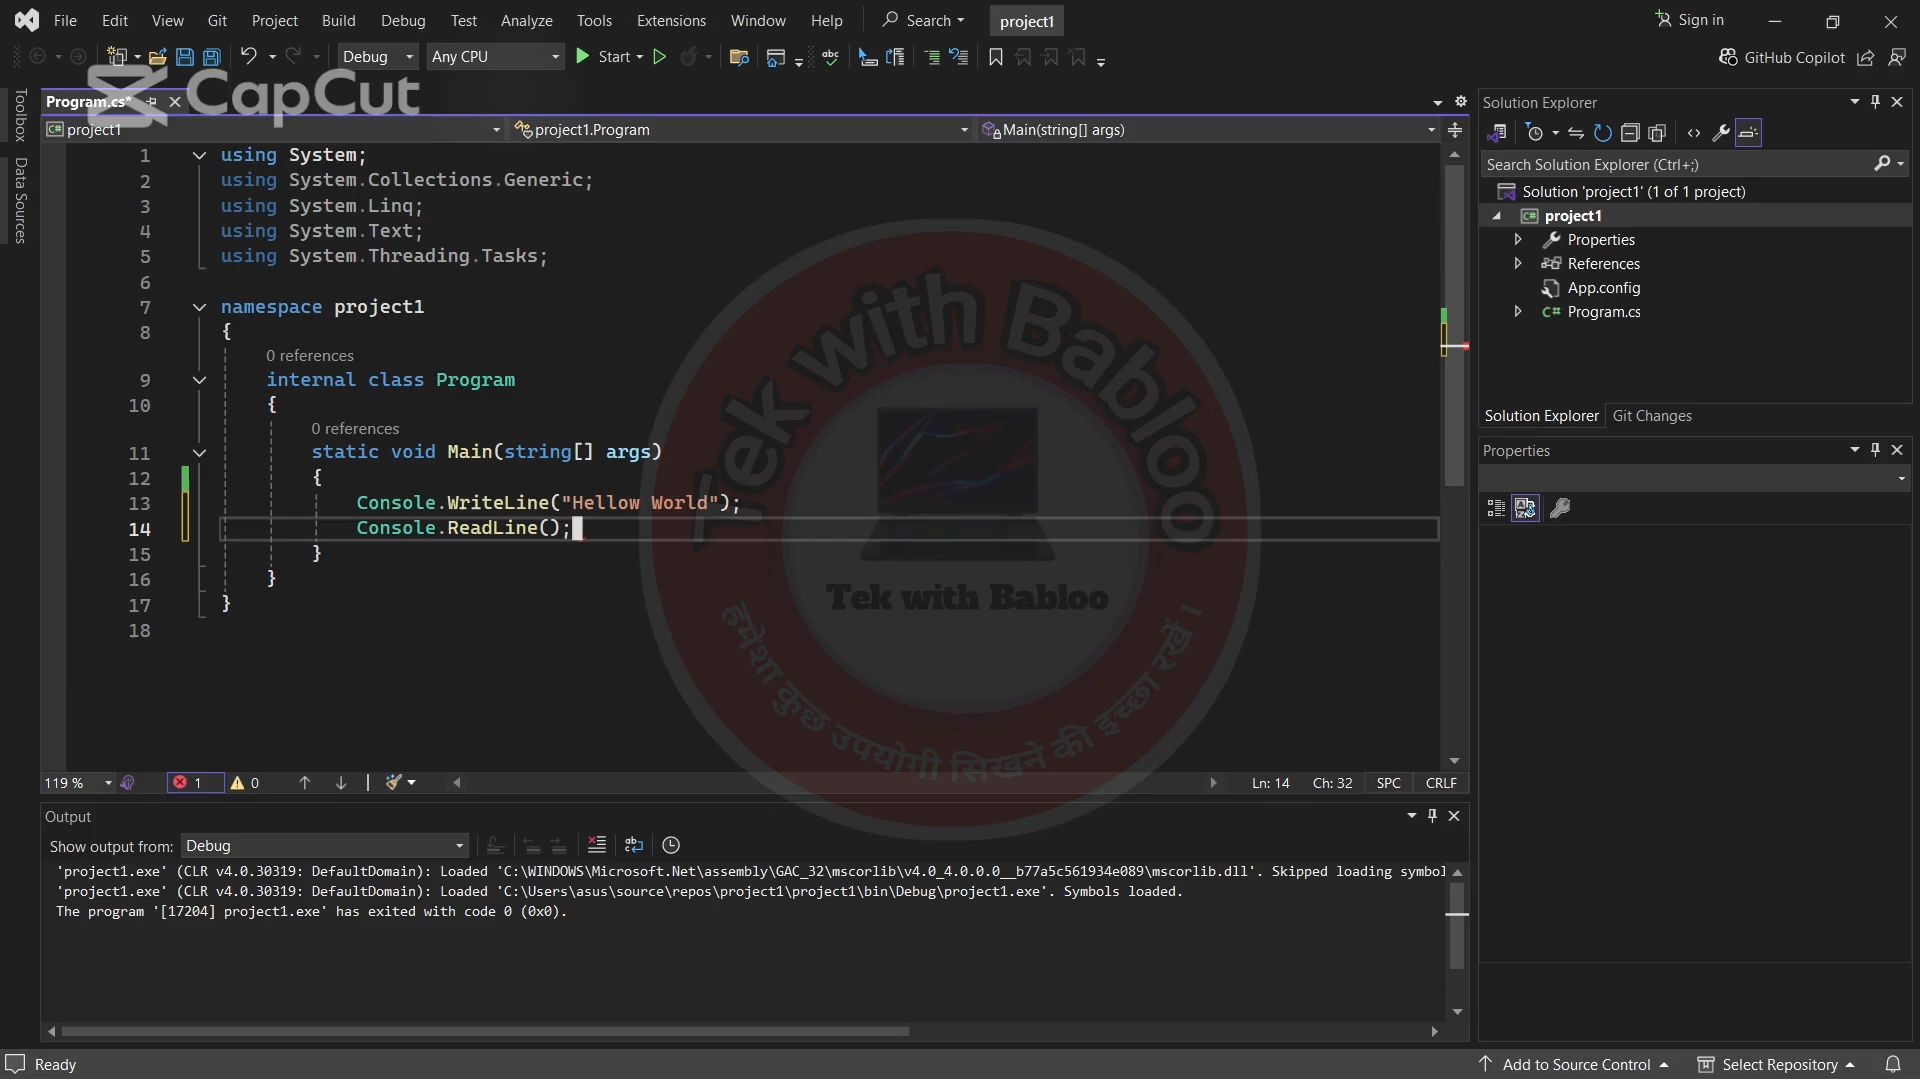 File Edit View Git Project Build Debug Test Analyze Tools Extensions Window Help Search project1 Sign in
Debug Any CPU Start GitHub Copilot
CapCut
Program.cs*
project1 project1.Program Main(string[] args)
Toolbox
Data Sources
1 using System;
2 using System.Collections.Generic;
3 using System.Linq;
4 using System.Text;
5 using System.Threading.Tasks;
6
7 namespace project1
8 {
0 references
9 internal class Program
10 {
0 references
11 static void Main(string[] args)
12 {
13 Console.WriteLine("Hellow World");
14 Console.ReadLine();
15 }
16 }
17 }
18
Tek with Babloo
Tek with Babloo
हमेशा कुछ उपयोगी सिखने की इच्छा रखें ।
119 % 1 0 Ln: 14 Ch: 32 SPC CRLF
Output
Show output from: Debug
'project1.exe' (CLR v4.0.30319: DefaultDomain): Loaded 'C:\WINDOWS\Microsoft.Net\assembly\GAC_32\mscorlib\v4.0_4.0.0.0__b77a5c561934e089\mscorlib.dll'. Skipped loading symbol
'project1.exe' (CLR v4.0.30319: DefaultDomain): Loaded 'C:\Users\asus\source\repos\project1\project1\bin\Debug\project1.exe'. Symbols loaded.
The program '[17204] project1.exe' has exited with code 0 (0x0).
Solution Explorer
Search Solution Explorer (Ctrl+;)
Solution 'project1' (1 of 1 project)
project1
Properties
References
App.config
C# Program.cs
Solution Explorer Git Changes
Properties
Ready Add to Source Control Select Repository